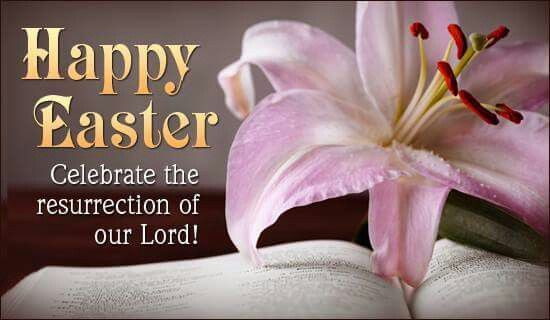 Happy
Easter
Celebrate the
resurrection of
our Lord!